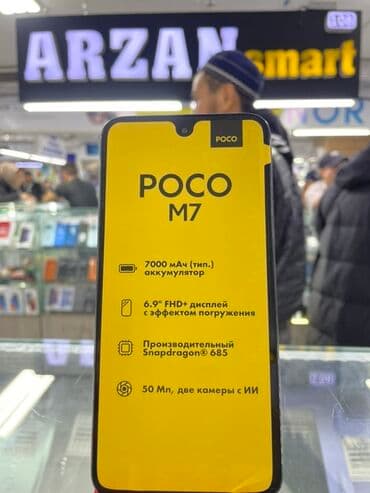 ARZAN smart
NOR
POCO
POCO
M7
7000 мАч (тип.)
аккумулятор
6.9" FHD+ дисплей
с эффектом погружения
Производительный
Snapdragon® 685
50 Мп, две камеры с ИИ